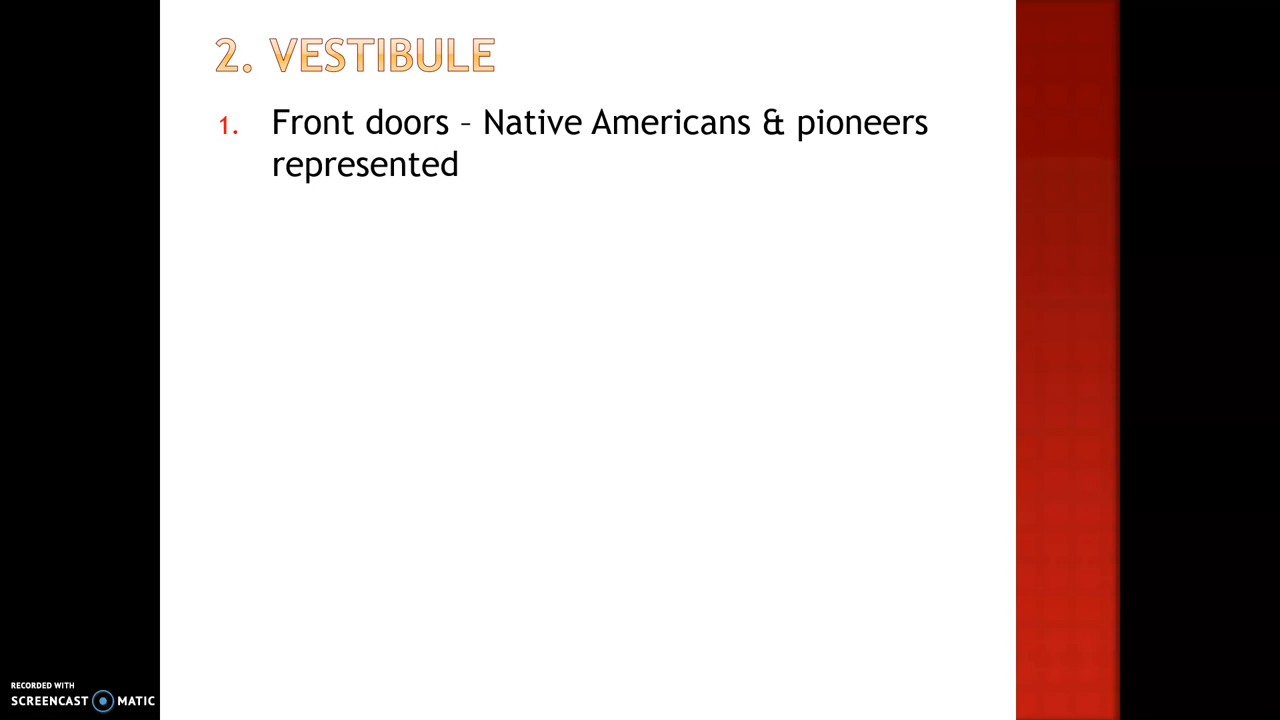 2. VESTIBULE
1. Front doors – Native Americans & pioneers
represented
RECORDED WITH
SCREENCAST MATIC